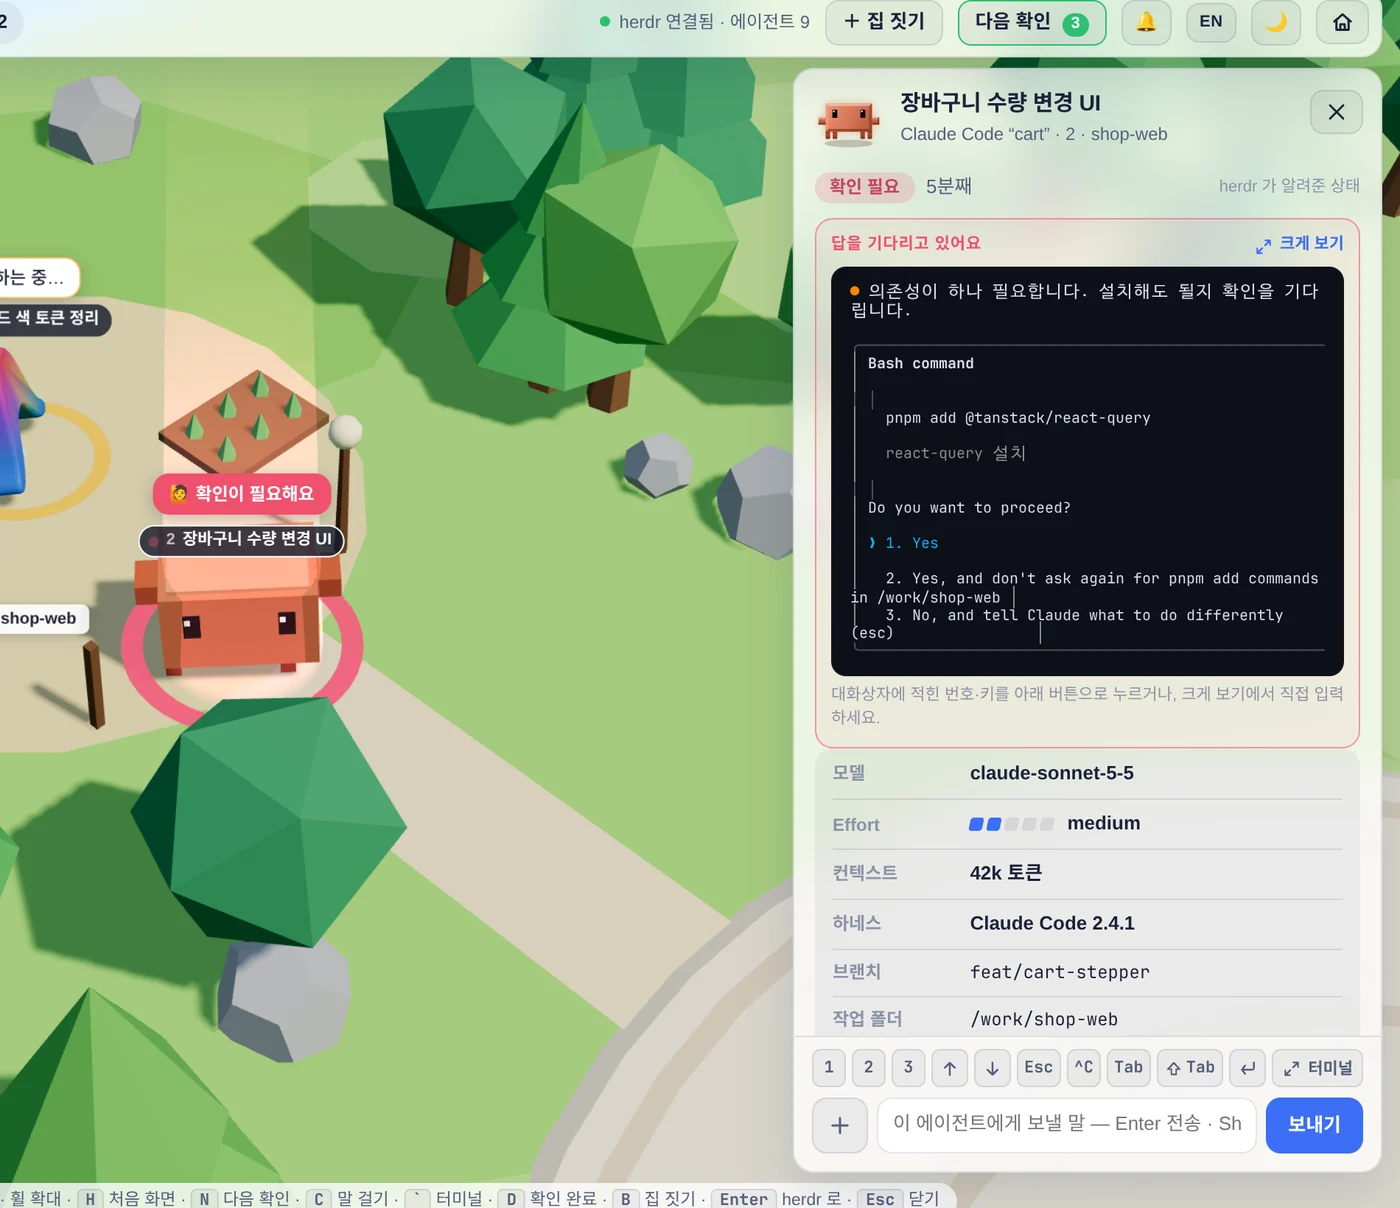 2
herdr 연결됨 · 에이전트 9
+ 집 짓기
다음 확인 3
EN
장바구니 수량 변경 UI
Claude Code “cart” · 2 · shop-web
확인 필요
5분째
herdr 가 알려준 상태
답을 기다리고 있어요
크게 보기
의존성이 하나 필요합니다. 설치해도 될지 확인을 기다
립니다.
Bash command
pnpm add @tanstack/react-query
react-query 설치
Do you want to proceed?
❯ 1. Yes
2. Yes, and don't ask again for pnpm add commands
in /work/shop-web
3. No, and tell Claude what to do differently
(esc)
대화상자에 적힌 번호·키를 아래 버튼으로 누르거나, 크게 보기에서 직접 입력
하세요.
모델 claude-sonnet-5-5
Effort medium
컨텍스트 42k 토큰
하네스 Claude Code 2.4.1
브랜치 feat/cart-stepper
작업 폴더 /work/shop-web
1 2 3 ↑ ↓ Esc ^C Tab ⇧ Tab ↵ 터미널
+
이 에이전트에게 보낼 말 — Enter 전송 · Sh
보내기
하는 중…
드 색 토큰 정리
🙋 확인이 필요해요
2 장바구니 수량 변경 UI
shop-web
· 휠 확대 · H 처음 화면 · N 다음 확인 · C 말 걸기 · ` 터미널 · D 확인 완료 · B 집 짓기 · Enter herdr 로 · Esc 닫기